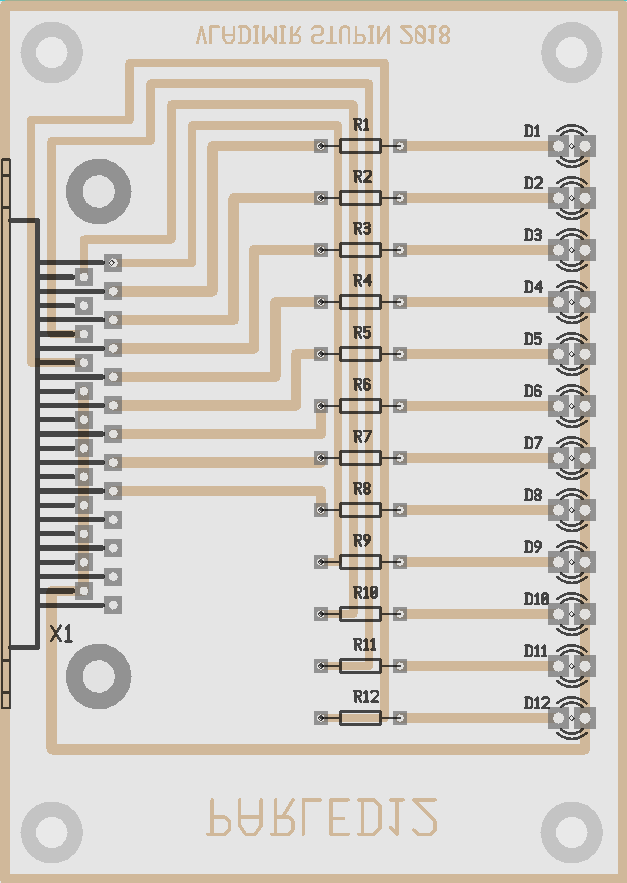 VLADIMIR STUPIN 2018
R1 D1
R2 D2
R3 D3
R4 D4
R5 D5
R6 D6
R7 D7
R8 D8
R9 D9
R10 D10
R11 D11
X1
R12 D12
PARLED12